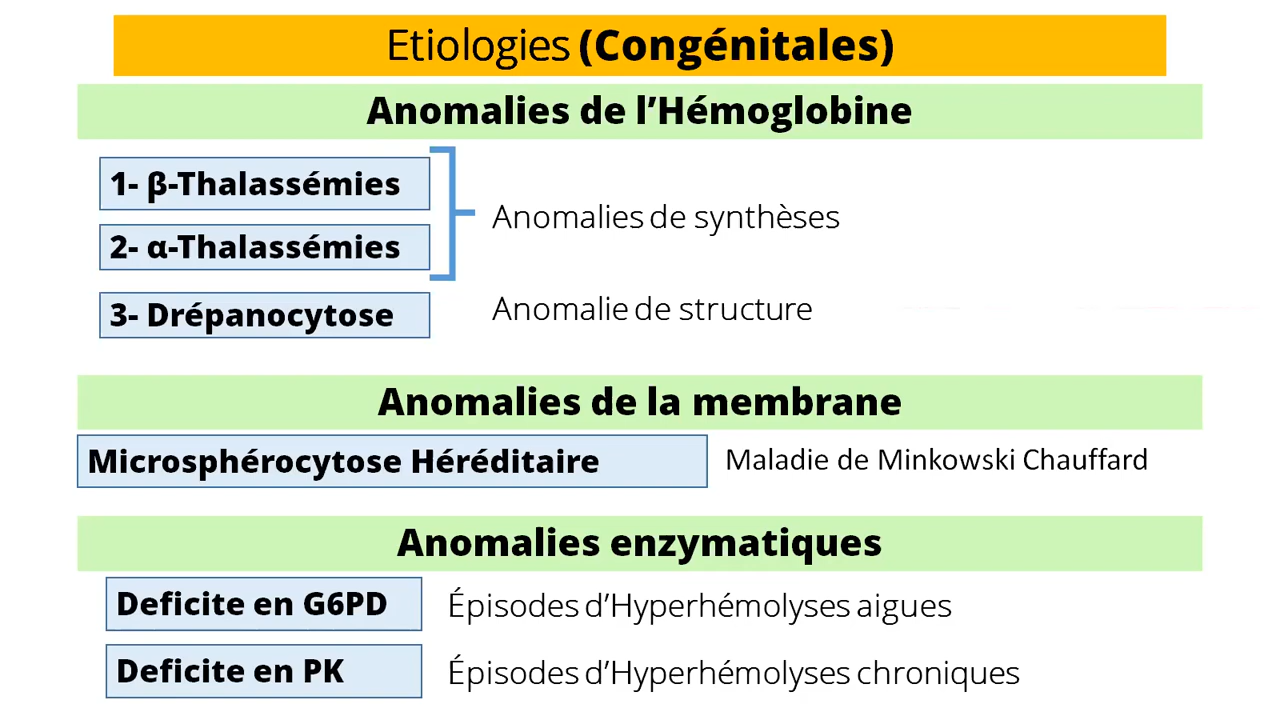 Etiologies (Congénitales)
Anomalies de l’Hémoglobine
1- β-Thalassémies
2- α-Thalassémies
Anomalies de synthèses
3- Drépanocytose
Anomalie de structure
Anomalies de la membrane
Microsphérocytose Héréditaire
Maladie de Minkowski Chauffard
Anomalies enzymatiques
Deficite en G6PD
Épisodes d’Hyperhémolyses aigues
Deficite en PK
Épisodes d’Hyperhémolyses chroniques